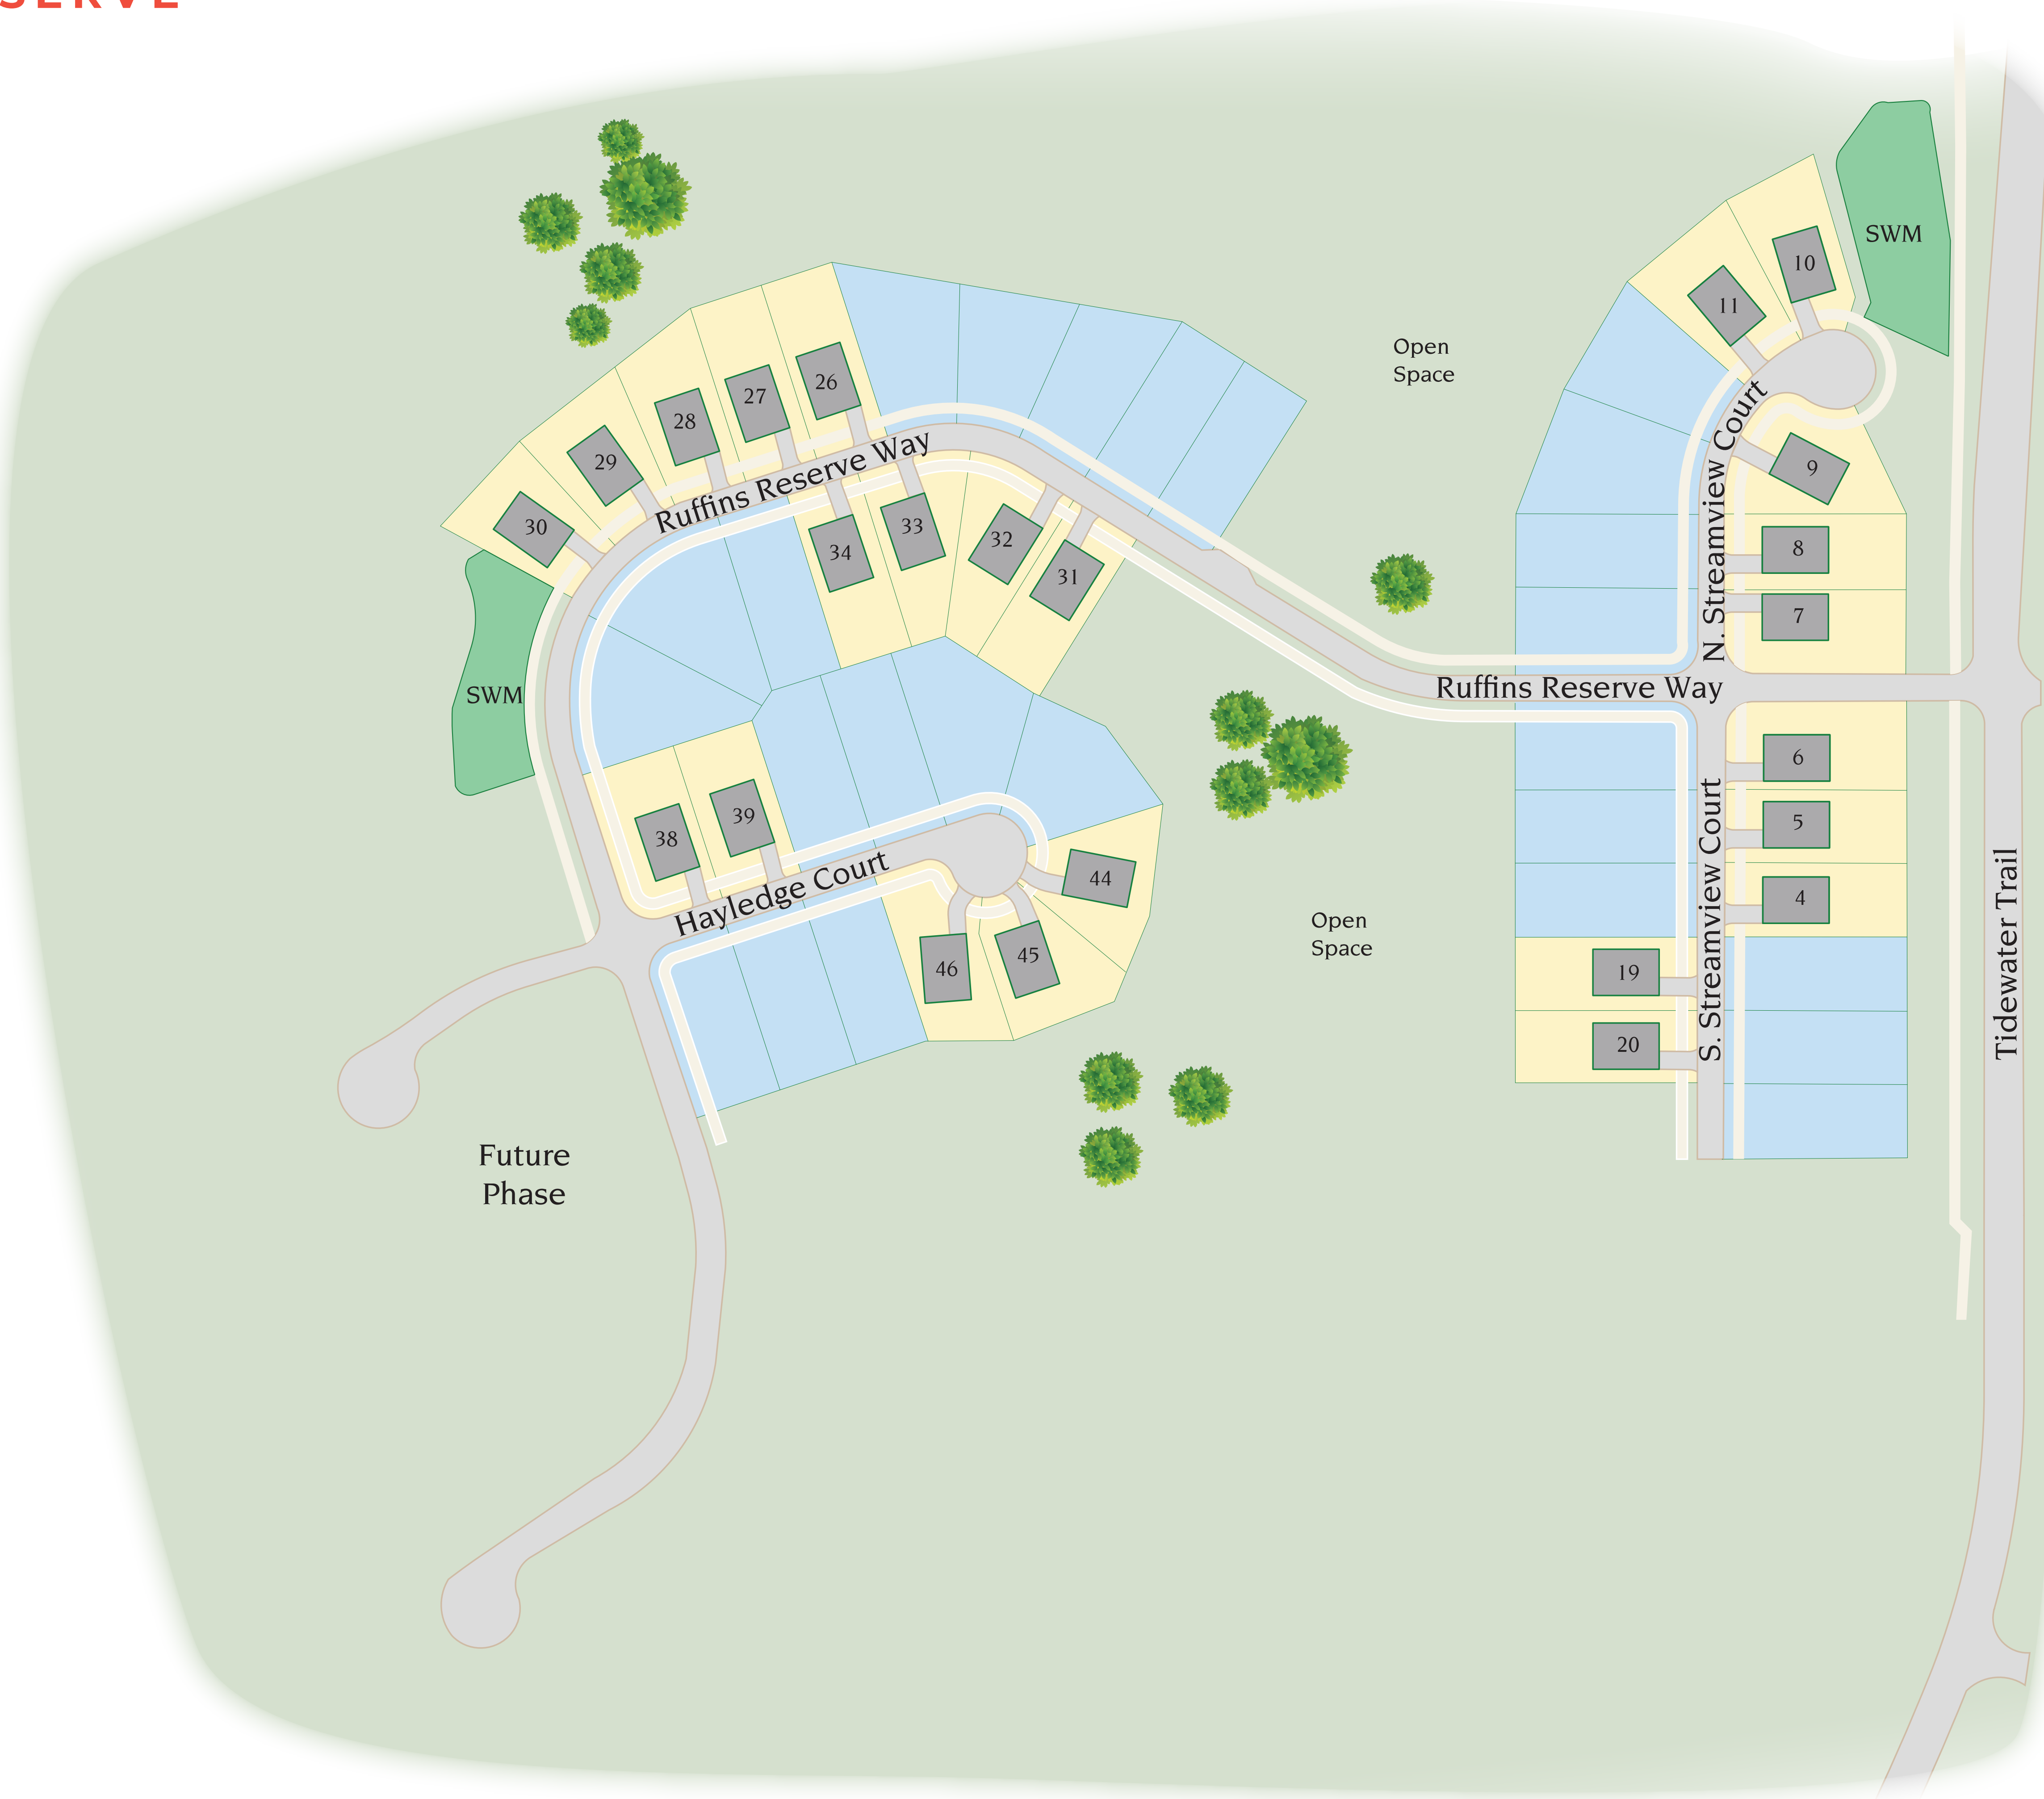 SERVE
SWM
10
11
Open
Space
26
27
28
29
30
Ruffins Reserve Way
N. Streamview Court
9
33
34
32
31
8
7
SWM
Ruffins Reserve Way
6
5
4
38
39
Hayledge Court
44
45
46
Open
Space
19
20
S. Streamview Court
Tidewater Trail
Future
Phase